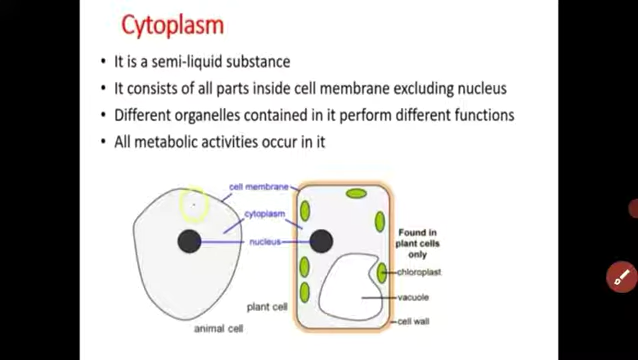 Cytoplasm
• It is a semi-liquid substance
• It consists of all parts inside cell membrane excluding nucleus
• Different organelles contained in it perform different functions
• All metabolic activities occur in it
cell membrane
cytoplasm
nucleus
Found in
plant cells
only
chloroplast
vacuole
cell wall
plant cell
animal cell